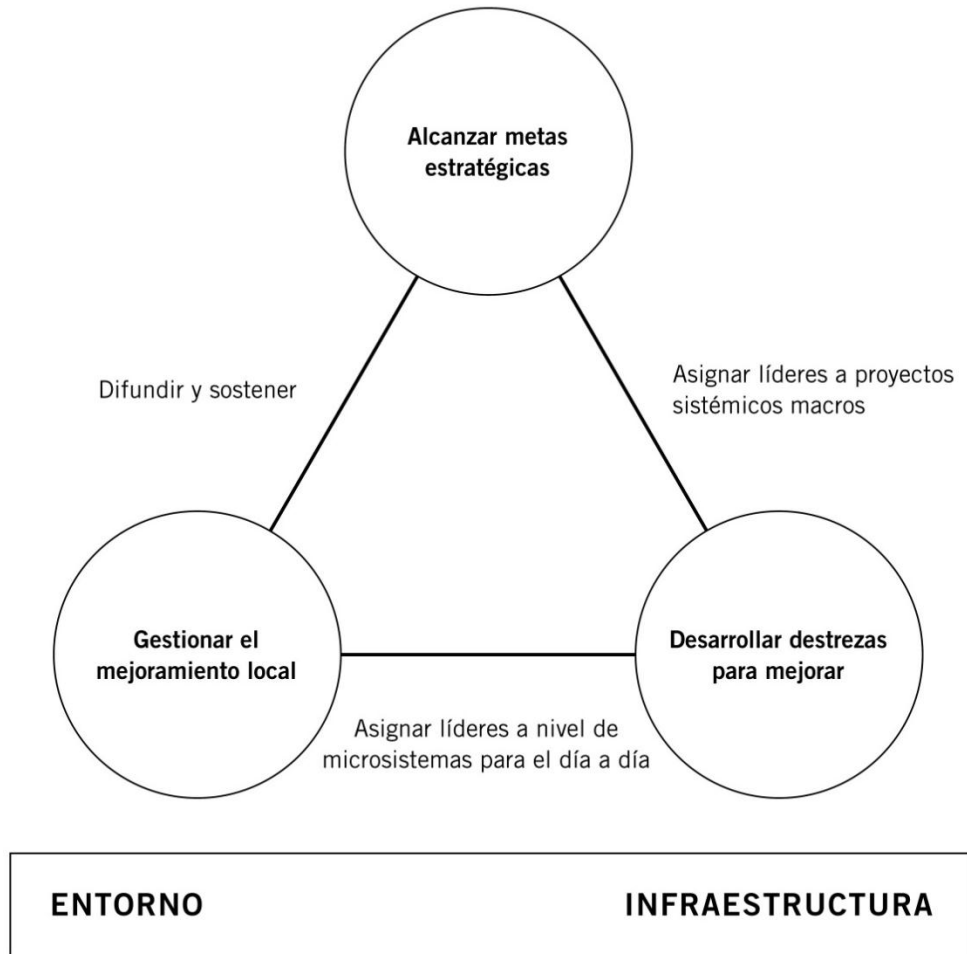 Alcanzar metas
estratégicas
Difundir y sostener
Asignar líderes a proyectos
sistémicos macros
Gestionar el
mejoramiento local
Desarrollar destrezas
para mejorar
Asignar líderes a nivel de
microsistemas para el día a día
ENTORNO
INFRAESTRUCTURA